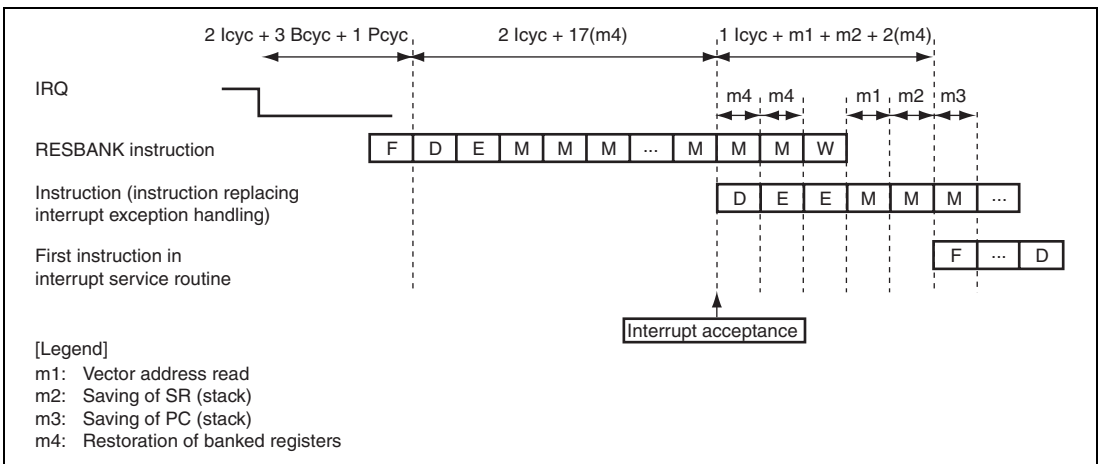 2 Icyc + 3 Bcyc + 1 Pcyc 2 Icyc + 17(m4) 1 Icyc + m1 + m2 + 2(m4)
IRQ
m4 m4 m1 m2 m3
RESBANK instruction F D E M M M ... M M M W
Instruction (instruction replacing
interrupt exception handling) D E E M M M ...
First instruction in
interrupt service routine F ... D
Interrupt acceptance
[Legend]
m1: Vector address read
m2: Saving of SR (stack)
m3: Saving of PC (stack)
m4: Restoration of banked registers